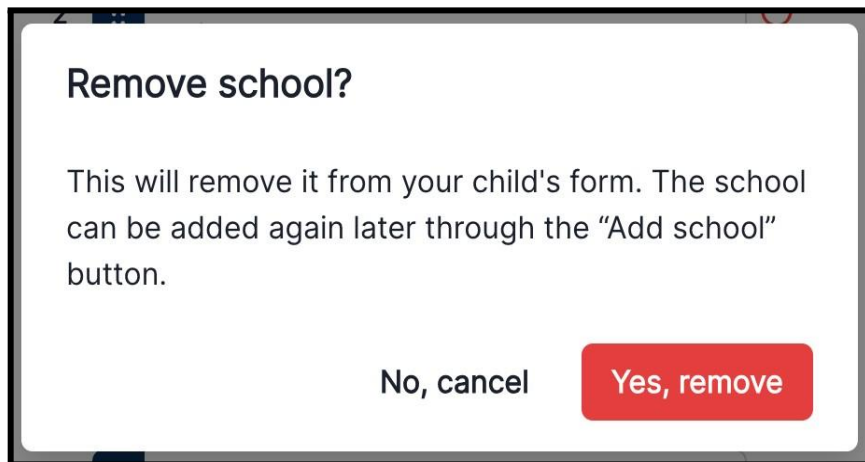 2
Remove school?
This will remove it from your child's form. The school
can be added again later through the “Add school”
button.
No, cancel
Yes, remove